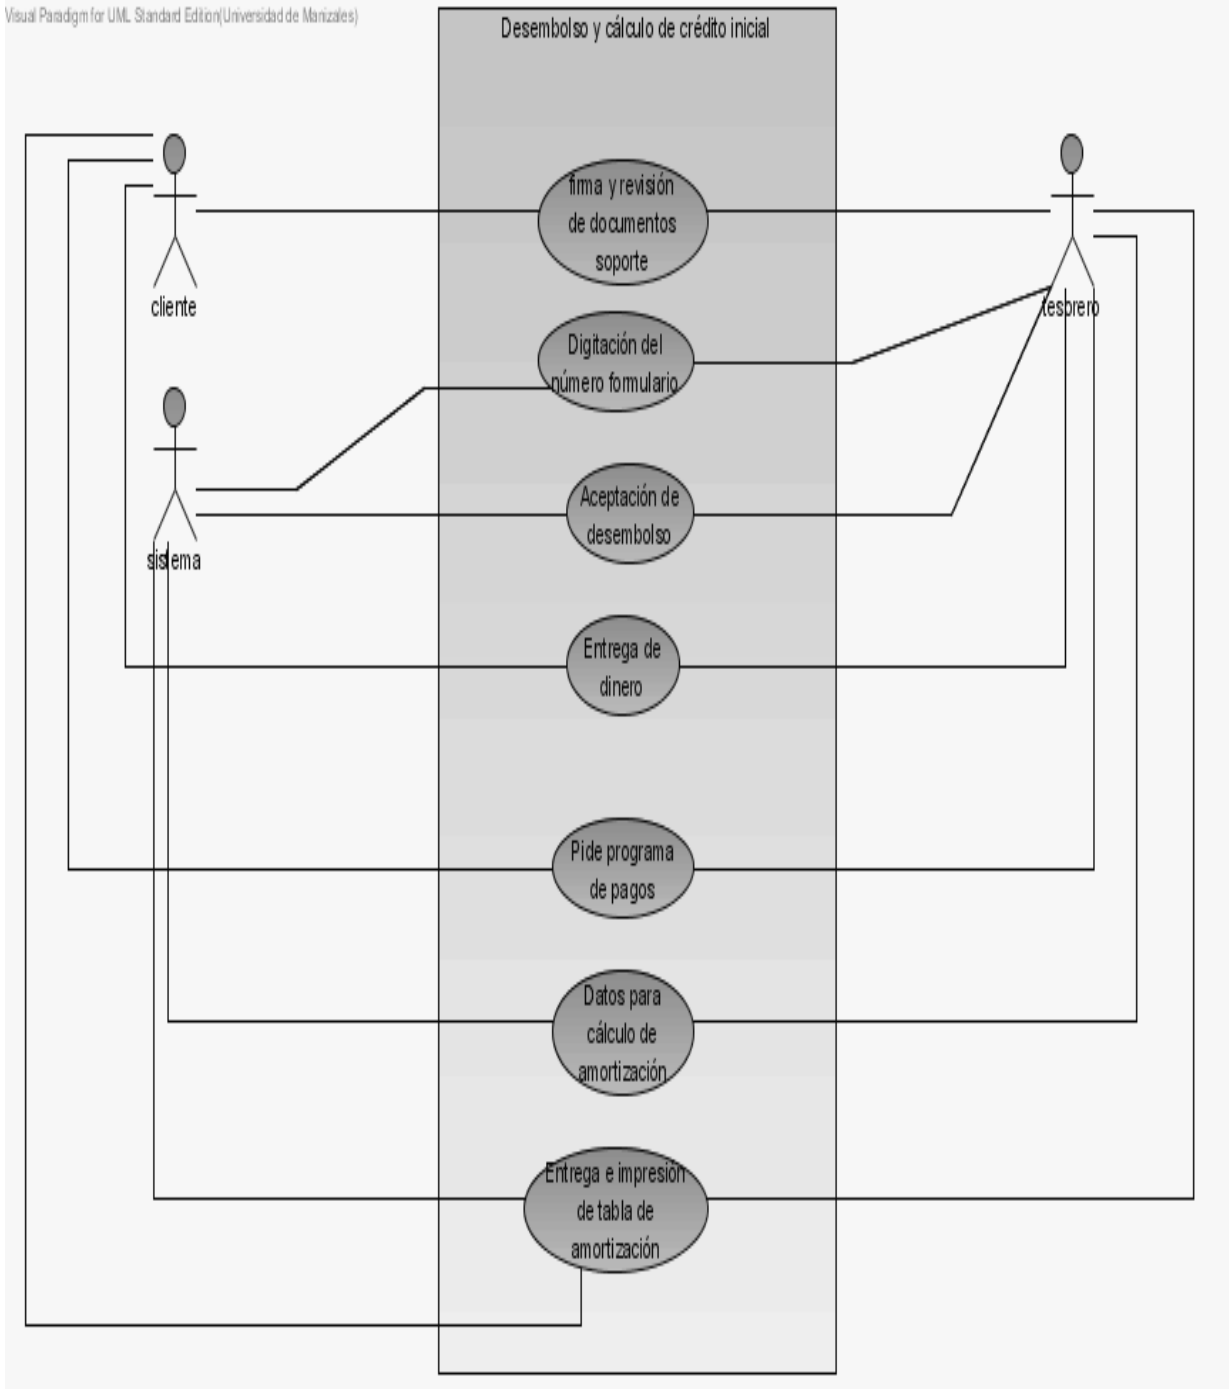 Visual Paradigm for UML Standard Edition(Universidad de Manizales)
Desembolso y cálculo de crédito inicial
firma y revisión
de documentos
soporte
cliente
tesorero
Digitación del
número formulario
sistema
Aceptación de
desembolso
Entrega de
dinero
Pide programa
de pagos
Datos para
cálculo de
amortización
Entrega e impresión
de tabla de
amortización